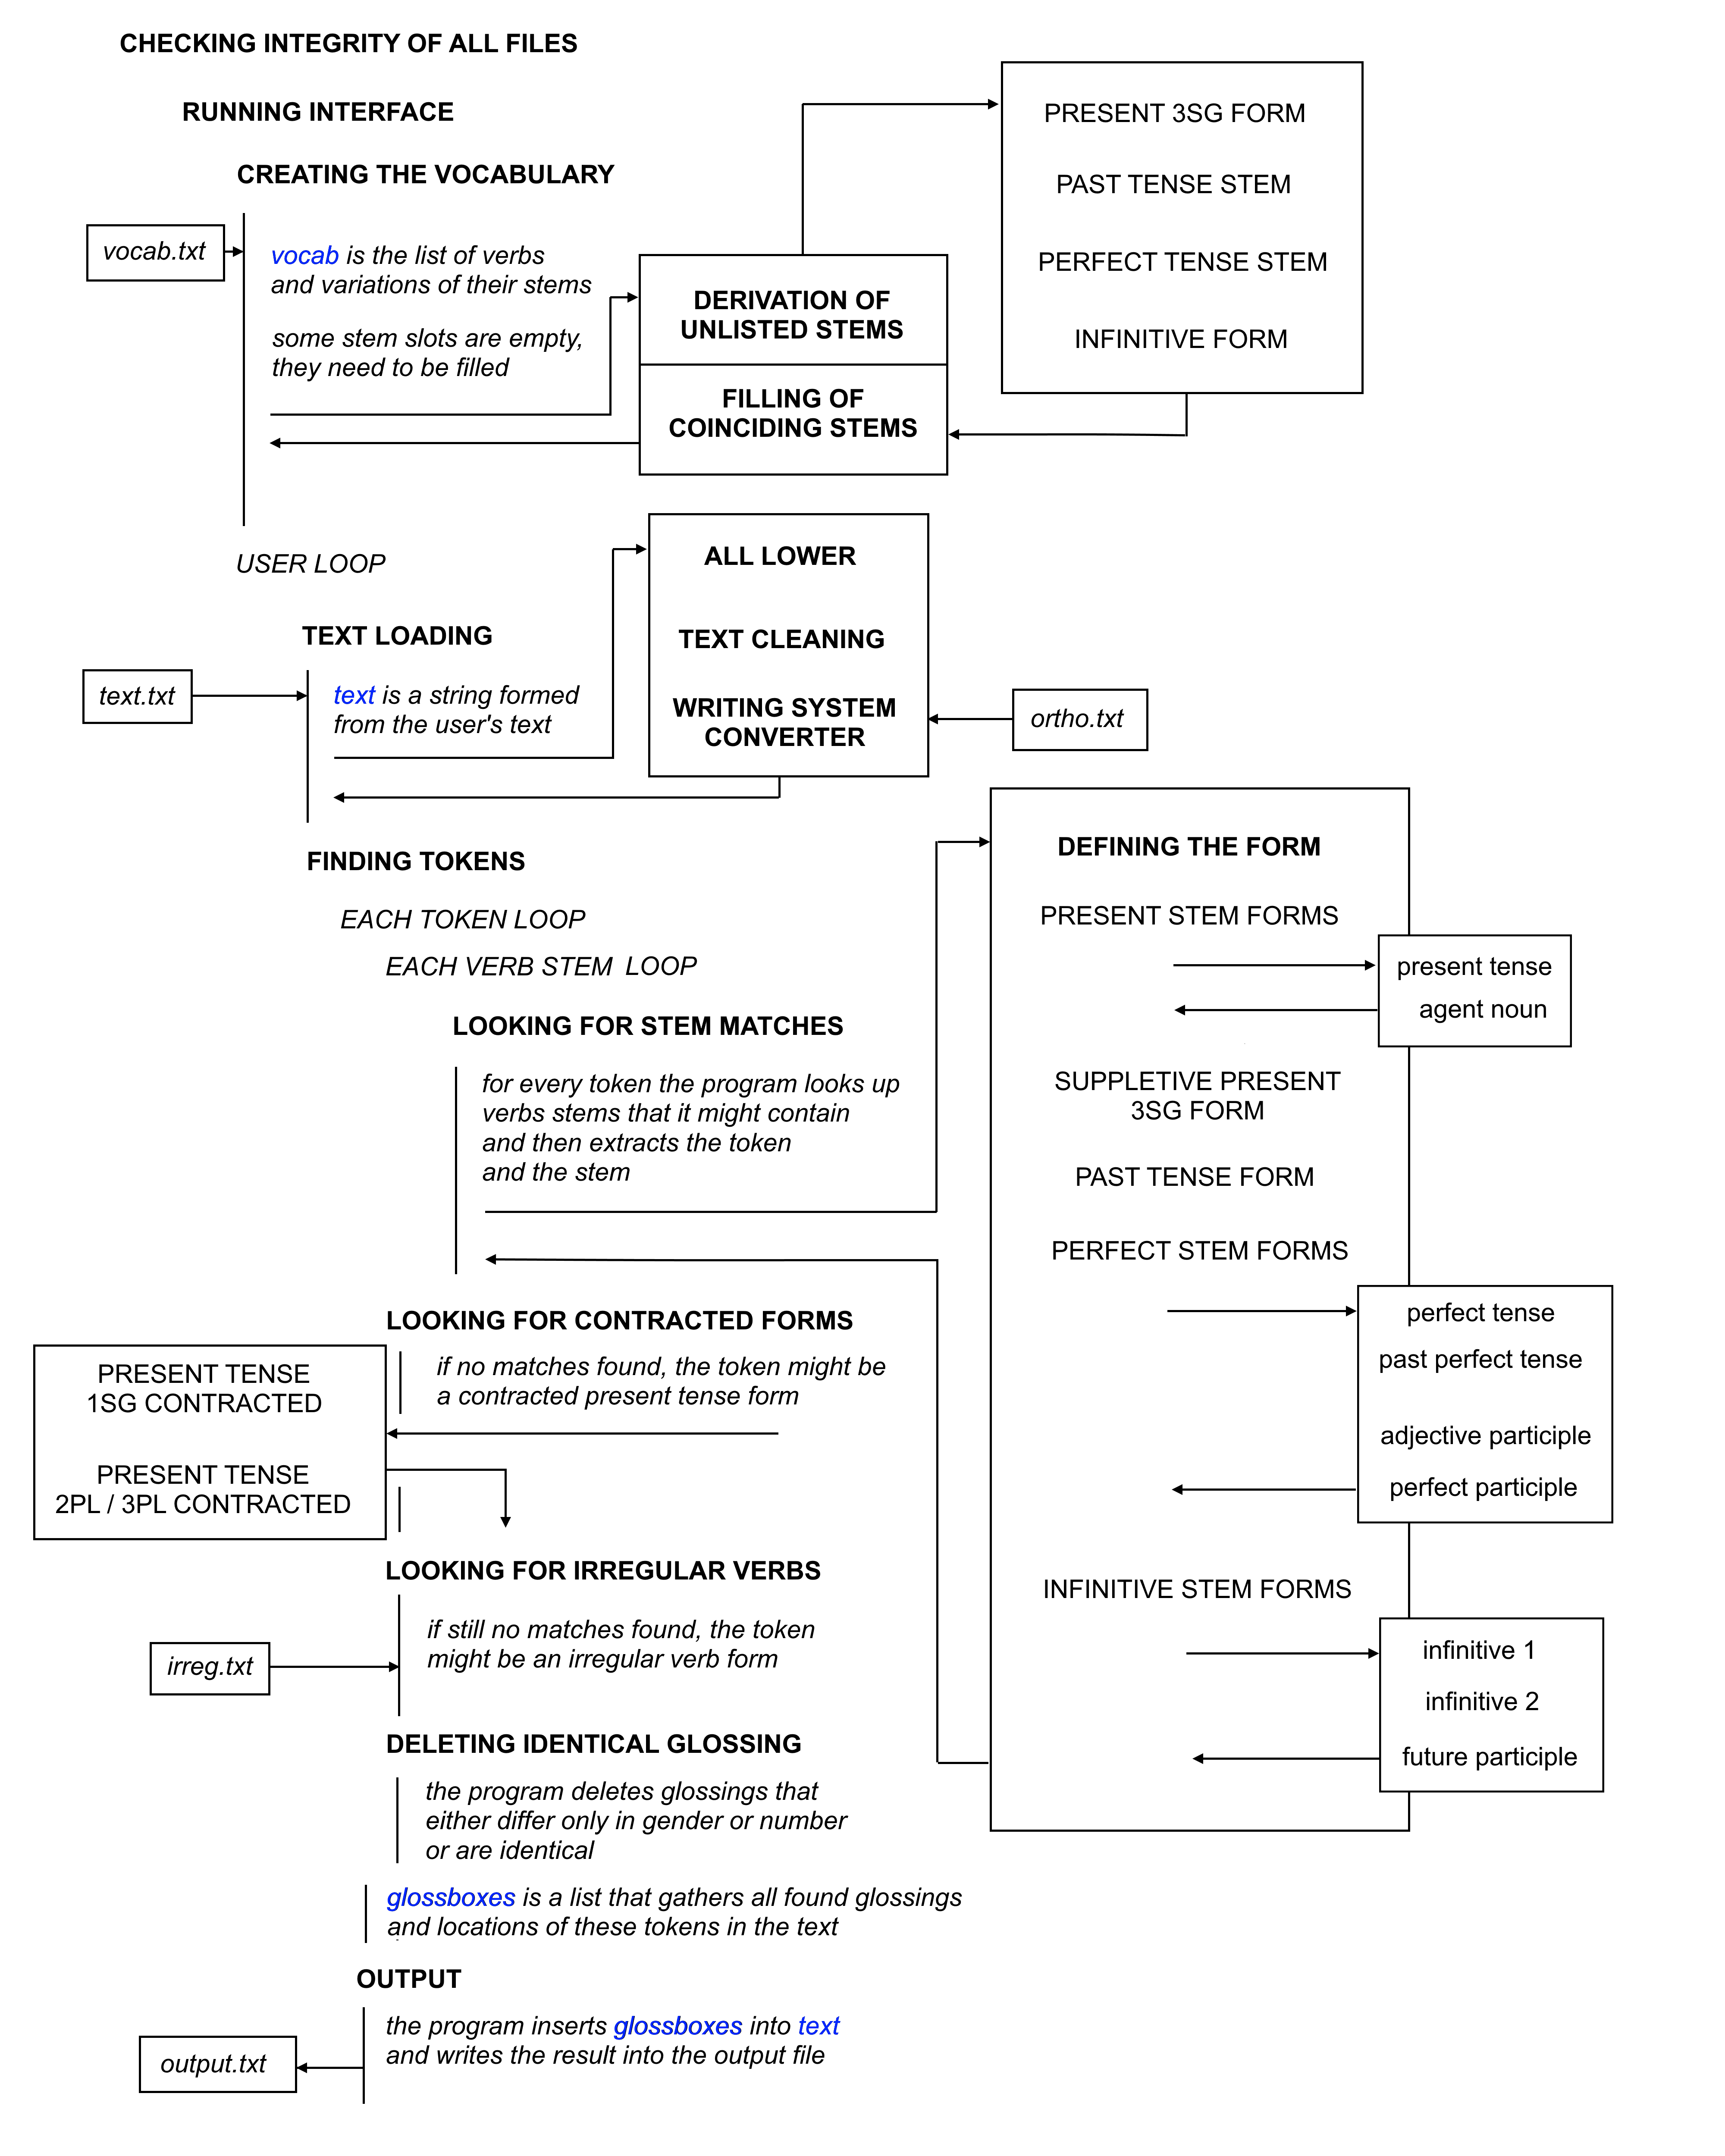 CHECKING INTEGRITY OF ALL FILES
RUNNING INTERFACE
CREATING THE VOCABULARY
vocab.txt
vocab is the list of verbs
and variations of their stems
some stem slots are empty,
they need to be filled
DERIVATION OF
UNLISTED STEMS
FILLING OF
COINCIDING STEMS
PRESENT 3SG FORM
PAST TENSE STEM
PERFECT TENSE STEM
INFINITIVE FORM
USER LOOP
TEXT LOADING
text.txt
text is a string formed
from the user's text
ALL LOWER
TEXT CLEANING
WRITING SYSTEM
CONVERTER
ortho.txt
FINDING TOKENS
EACH TOKEN LOOP
EACH VERB STEM LOOP
LOOKING FOR STEM MATCHES
for every token the program looks up
verbs stems that it might contain
and then extracts the token
and the stem
DEFINING THE FORM
PRESENT STEM FORMS
present tense
agent noun
SUPPLETIVE PRESENT
3SG FORM
PAST TENSE FORM
PERFECT STEM FORMS
perfect tense
past perfect tense
adjective participle
perfect participle
INFINITIVE STEM FORMS
infinitive 1
infinitive 2
future participle
LOOKING FOR CONTRACTED FORMS
if no matches found, the token might be
a contracted present tense form
PRESENT TENSE
1SG CONTRACTED
PRESENT TENSE
2PL / 3PL CONTRACTED
LOOKING FOR IRREGULAR VERBS
irreg.txt
if still no matches found, the token
might be an irregular verb form
DELETING IDENTICAL GLOSSING
the program deletes glossings that
either differ only in gender or number
or are identical
glossboxes is a list that gathers all found glossings
and locations of these tokens in the text
OUTPUT
output.txt
the program inserts glossboxes into text
and writes the result into the output file